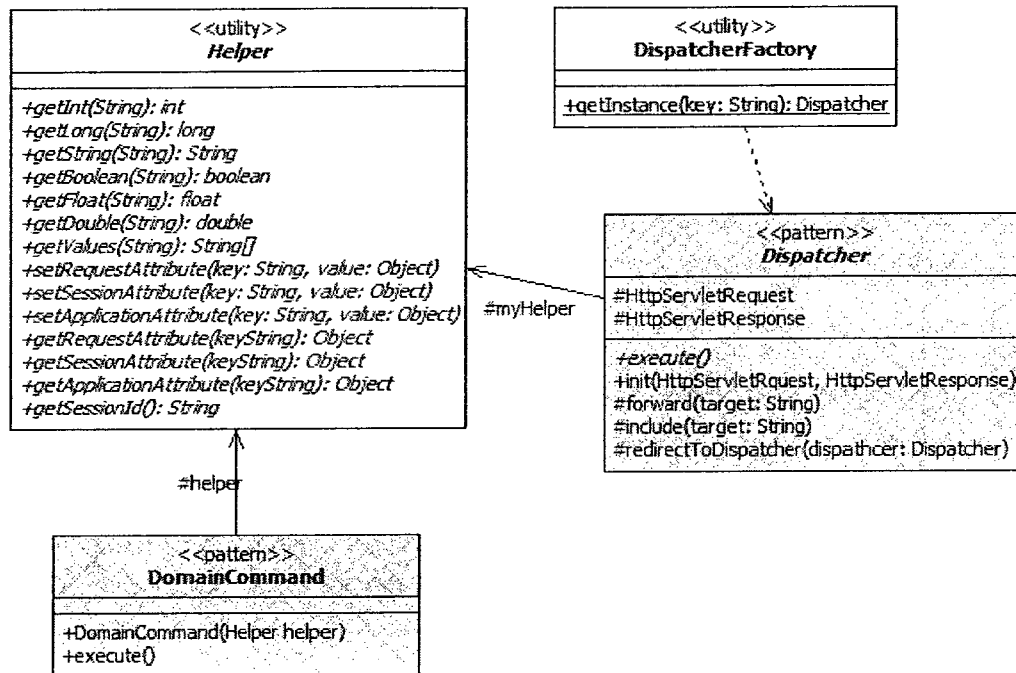 <<utility>>
Helper
+getInt(String): int
+getLong(String): long
+getString(String): String
+getBoolean(String): boolean
+getFloat(String): float
+getDouble(String): double
+getValues(String): String[]
+setRequestAttribute(key: String, value: Object)
+setSessionAttribute(key: String, value: Object)
+setApplicationAttribute(key: String, value: Object)
+getRequestAttribute(keyString): Object
+getSessionAttribute(keyString): Object
+getApplicationAttribute(keyString): Object
+getSessionId(): String
<<utility>>
DispatcherFactory
+getInstance(key: String): Dispatcher
<<pattern>>
Dispatcher
#HttpServletRequest
#HttpServletResponse
+execute()
+init(HttpServletRquest, HttpServletResponse)
#forward(target: String)
#include(target: String)
#redirectToDispatcher(dispathcer: Dispatcher)
#myHelper
#helper
<<pattern>>
DomainCommand
+DomainCommand(Helper helper)
+execute()